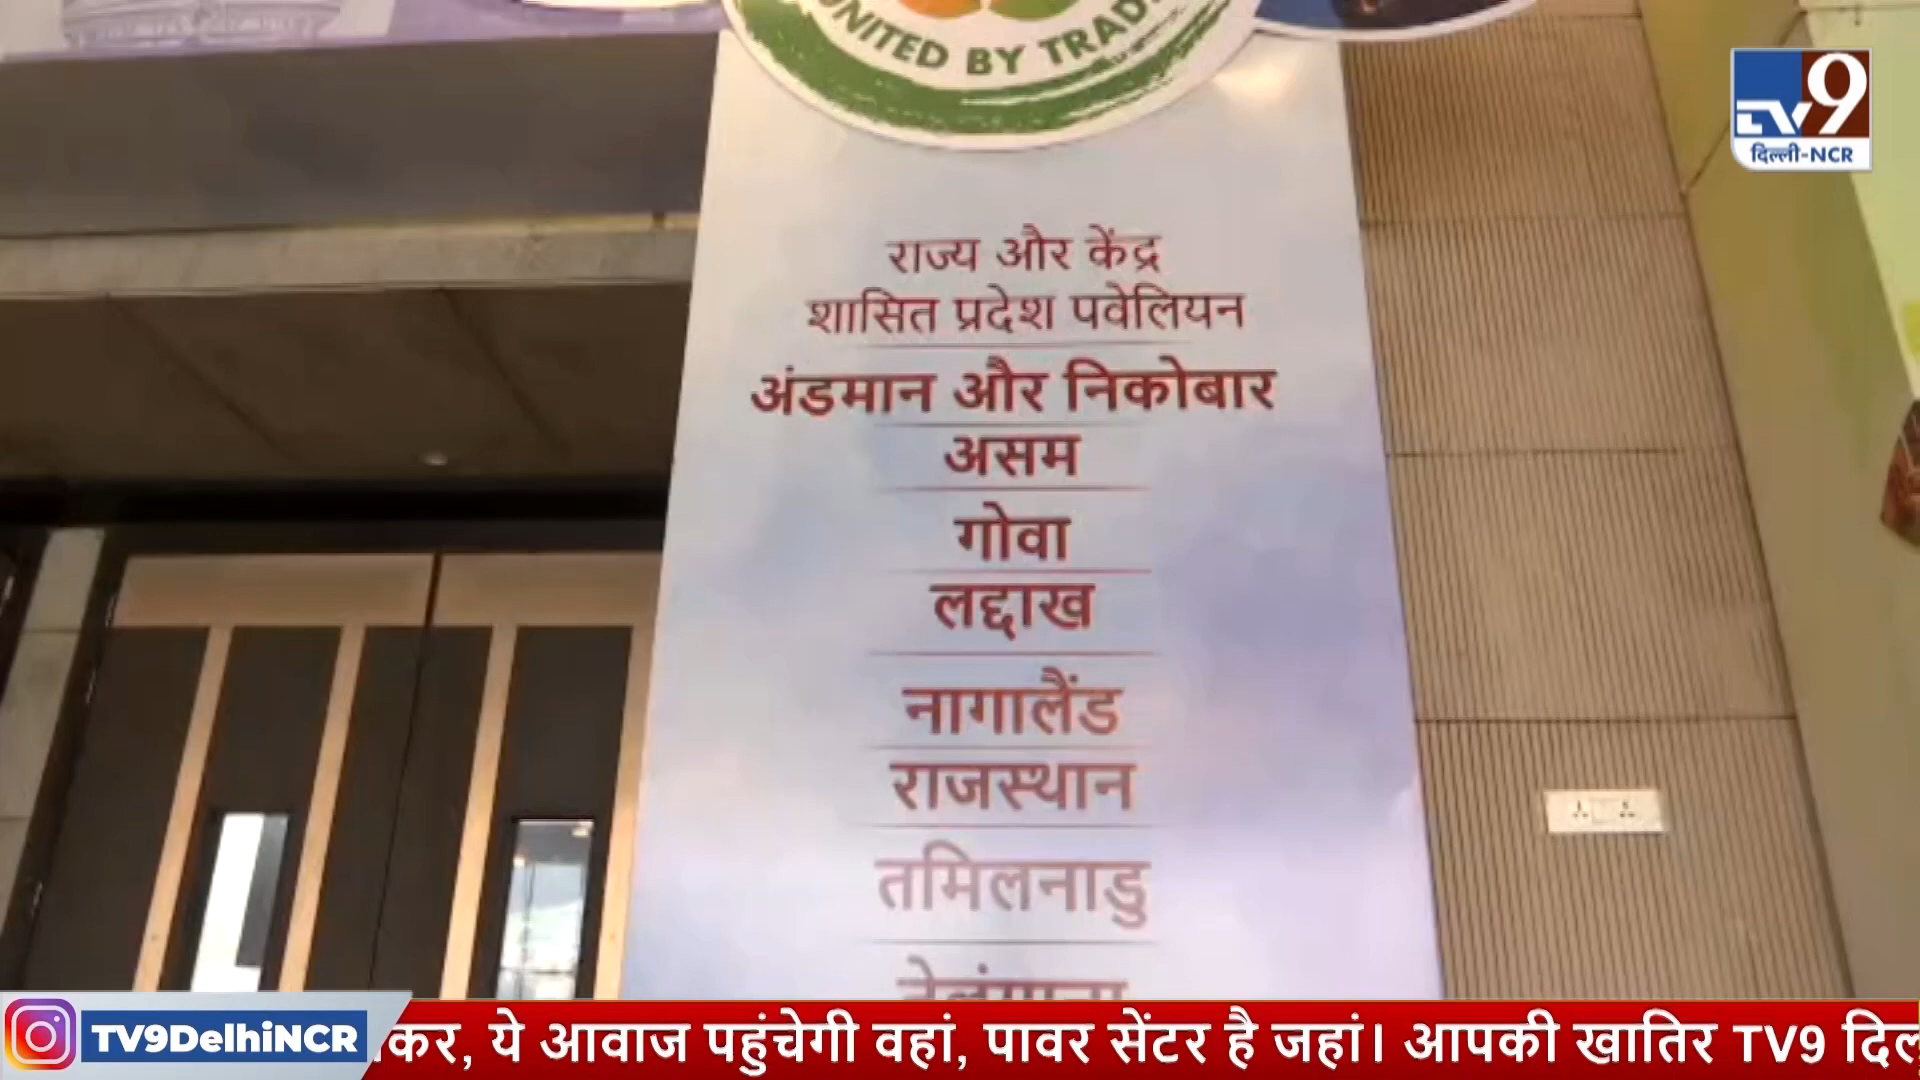 UNITED BY TRAD
TV9
दिल्ली-NCR
राज्य और केंद्र
शासित प्रदेश पवेलियन
अंडमान और निकोबार
असम
गोवा
लद्दाख
नागालैंड
राजस्थान
तमिलनाडु
TV9DelhiNCR
कर, ये आवाज पहुंचेगी वहां, पावर सेंटर है जहां। आपकी खातिर TV9